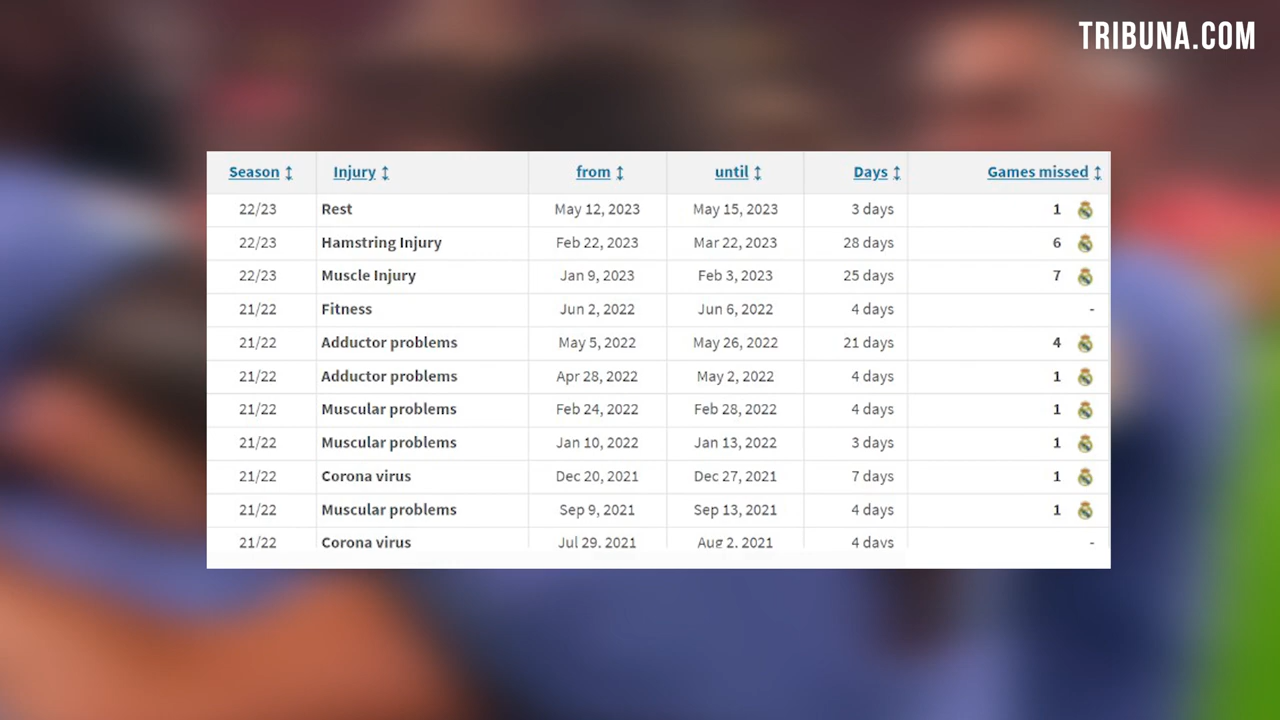 TRIBUNA.COM
Season ↕ Injury ↕ from ↕ until ↕ Days ↕ Games missed ↕
22/23 Rest May 12, 2023 May 15, 2023 3 days 1
22/23 Hamstring Injury Feb 22, 2023 Mar 22, 2023 28 days 6
22/23 Muscle Injury Jan 9, 2023 Feb 3, 2023 25 days 7
21/22 Fitness Jun 2, 2022 Jun 6, 2022 4 days -
21/22 Adductor problems May 5, 2022 May 26, 2022 21 days 4
21/22 Adductor problems Apr 28, 2022 May 2, 2022 4 days 1
21/22 Muscular problems Feb 24, 2022 Feb 28, 2022 4 days 1
21/22 Muscular problems Jan 10, 2022 Jan 13, 2022 3 days 1
21/22 Corona virus Dec 20, 2021 Dec 27, 2021 7 days 1
21/22 Muscular problems Sep 9, 2021 Sep 13, 2021 4 days 1
21/22 Corona virus Jul 29, 2021 Aug 2, 2021 4 days -